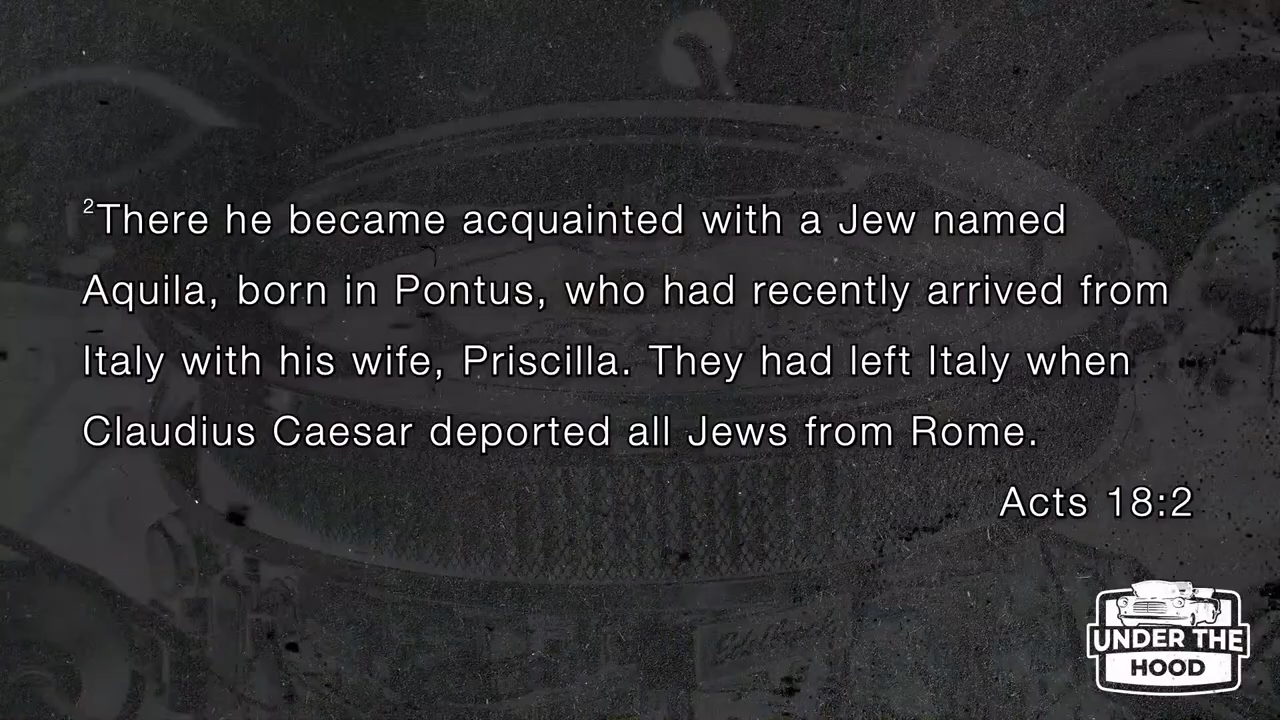 ²There he became acquainted with a Jew named
Aquila, born in Pontus, who had recently arrived from
Italy with his wife, Priscilla. They had left Italy when
Claudius Caesar deported all Jews from Rome.
Acts 18:2
UNDER THE
HOOD